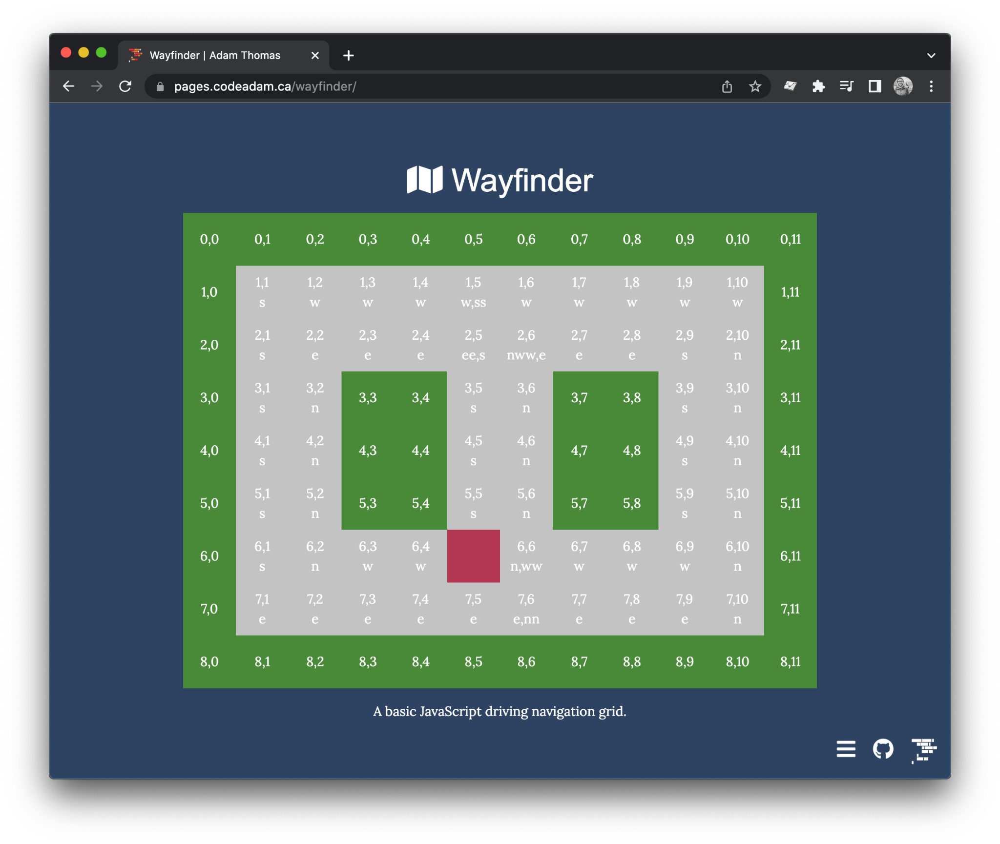 Wayfinder | Adam Thomas
pages.codeadam.ca/wayfinder/
Wayfinder
0,0 0,1 0,2 0,3 0,4 0,5 0,6 0,7 0,8 0,9 0,10 0,11
1,0 1,1 1,2 1,3 1,4 1,5 1,6 1,7 1,8 1,9 1,10 1,11
s w w w w,ss w w w w w
2,0 2,1 2,2 2,3 2,4 2,5 2,6 2,7 2,8 2,9 2,10 2,11
s e e e ee,s nww,e e e s n
3,0 3,1 3,2 3,3 3,4 3,5 3,6 3,7 3,8 3,9 3,10 3,11
s n s n s n
4,0 4,1 4,2 4,3 4,4 4,5 4,6 4,7 4,8 4,9 4,10 4,11
s n s n s n
5,0 5,1 5,2 5,3 5,4 5,5 5,6 5,7 5,8 5,9 5,10 5,11
s n s n s n
6,0 6,1 6,2 6,3 6,4 6,6 6,7 6,8 6,9 6,10 6,11
s n w w n,ww w w w n
7,0 7,1 7,2 7,3 7,4 7,5 7,6 7,7 7,8 7,9 7,10 7,11
e e e e e e,nn e e e n
8,0 8,1 8,2 8,3 8,4 8,5 8,6 8,7 8,8 8,9 8,10 8,11
A basic JavaScript driving navigation grid.